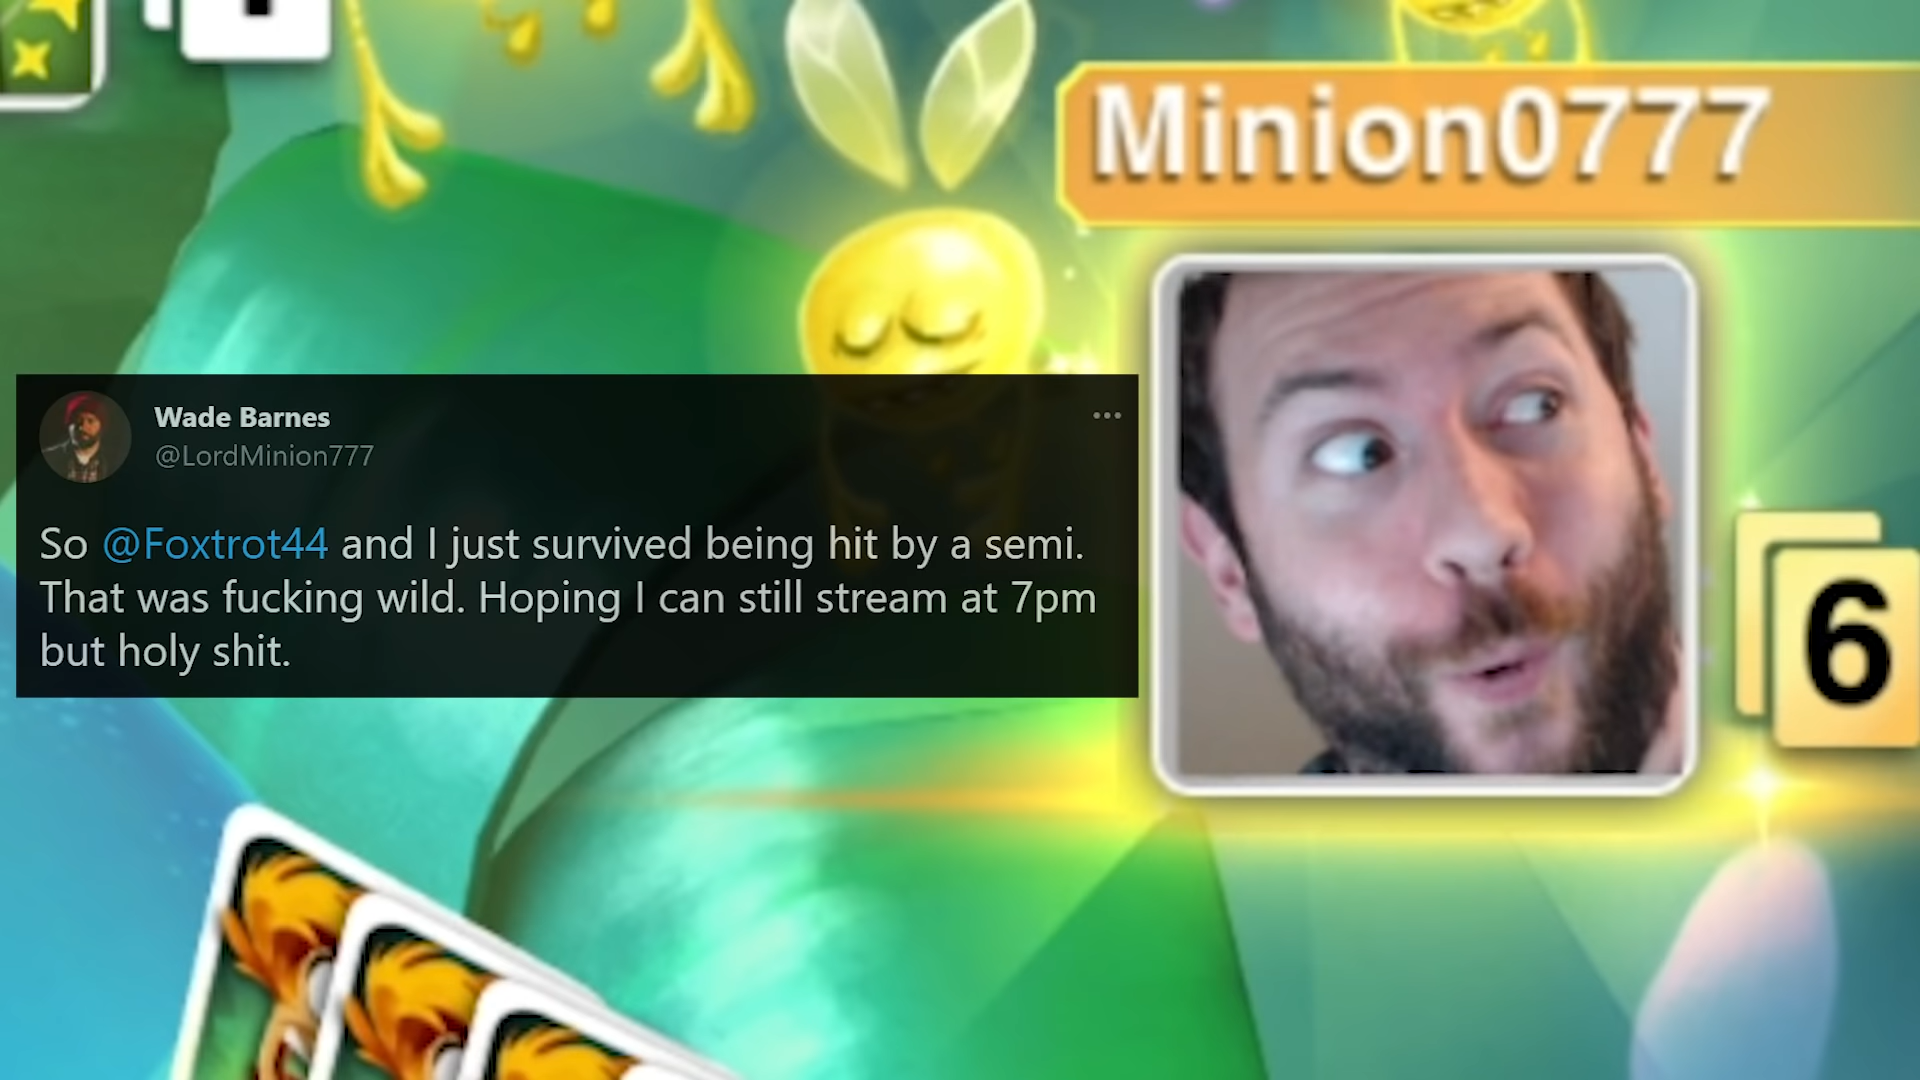 Minion0777
Wade Barnes
@LordMinion777
So @Foxtrot44 and I just survived being hit by a semi.
That was fucking wild. Hoping I can still stream at 7pm
but holy shit.
6